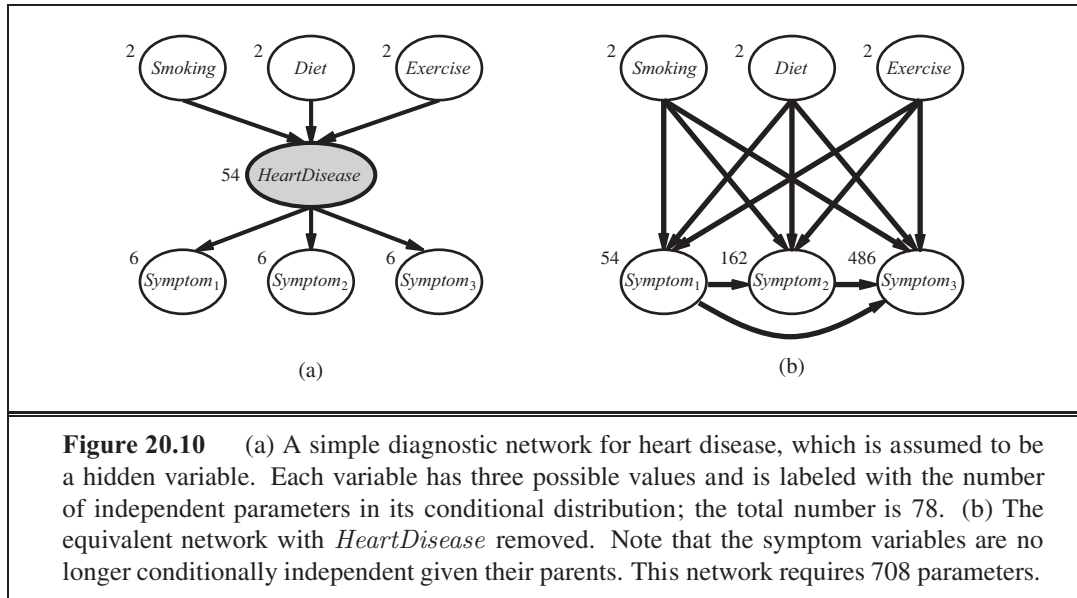 2 Smoking 2 Diet 2 Exercise
54 HeartDisease
6 Symptom₁ 6 Symptom₂ 6 Symptom₃
(a)
2 Smoking 2 Diet 2 Exercise
54 Symptom₁ 162 Symptom₂ 486 Symptom₃
(b)
Figure 20.10 (a) A simple diagnostic network for heart disease, which is assumed to be
a hidden variable. Each variable has three possible values and is labeled with the number
of independent parameters in its conditional distribution; the total number is 78. (b) The
equivalent network with HeartDisease removed. Note that the symptom variables are no
longer conditionally independent given their parents. This network requires 708 parameters.